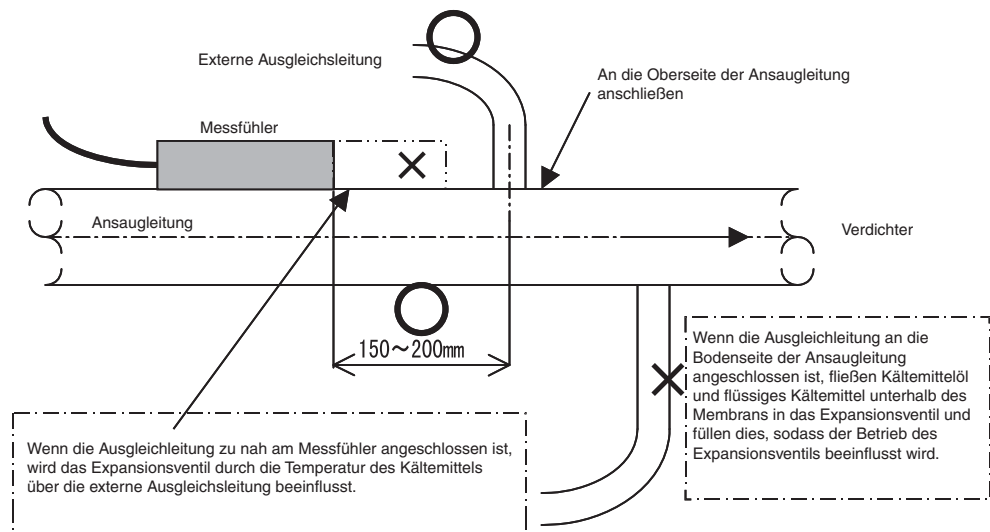 Externe Ausgleichsleitung
An die Oberseite der Ansaugleitung
anschließen
Messfühler
Ansaugleitung
Verdichter
150～200mm
Wenn die Ausgleichleitung an die
Bodenseite der Ansaugleitung
angeschlossen ist, fließen Kältemittelöl
und flüssiges Kältemittel unterhalb des
Membrans in das Expansionsventil und
füllen dies, sodass der Betrieb des
Expansionsventils beeinflusst wird.
Wenn die Ausgleichleitung zu nah am Messfühler angeschlossen ist,
wird das Expansionsventil durch die Temperatur des Kältemittels
über die externe Ausgleichsleitung beeinflusst.